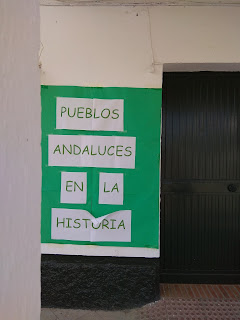 PUEBLOS
ANDALUCES
EN LA
HISTORIA